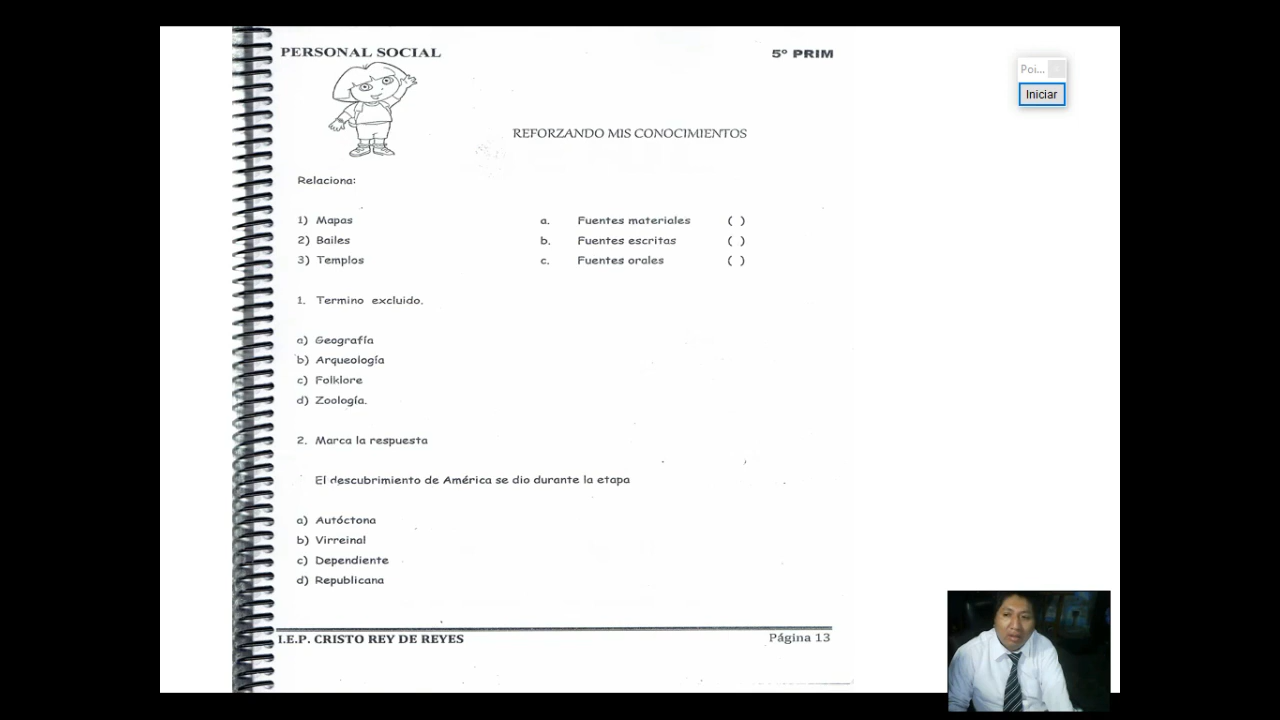 PERSONAL SOCIAL 5º PRIM
Poi...
Iniciar
REFORZANDO MIS CONOCIMIENTOS
Relaciona:
1) Mapas a. Fuentes materiales ( )
2) Bailes b. Fuentes escritas ( )
3) Templos c. Fuentes orales ( )
1. Termino excluido.
a) Geografía
b) Arqueología
c) Folklore
d) Zoología.
2. Marca la respuesta
El descubrimiento de América se dio durante la etapa
a) Autóctona
b) Virreinal
c) Dependiente
d) Republicana
I.E.P. CRISTO REY DE REYES Página 13